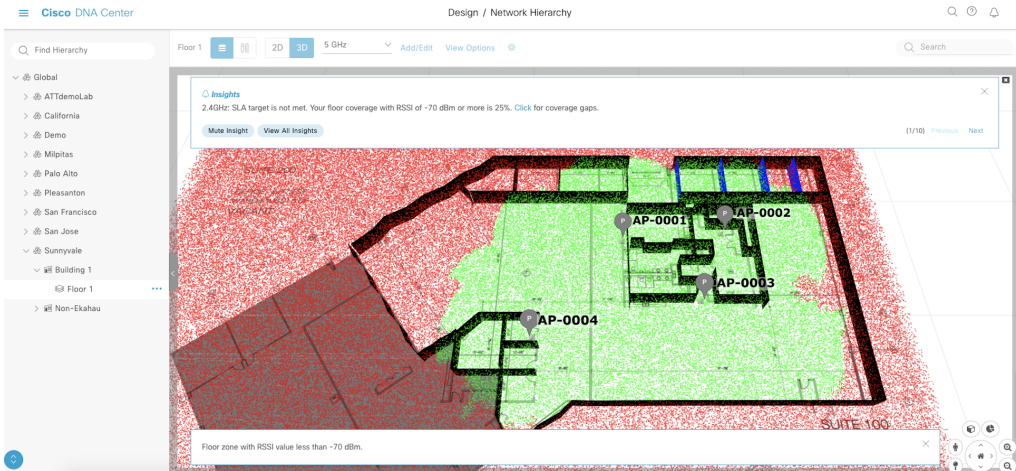 Cisco DNA Center
Design / Network Hierarchy
Find Hierarchy
Global
ATTdemoLab
California
Demo
Milpitas
Palo Alto
Pleasanton
San Francisco
San Jose
Sunnyvale
Building 1
Floor 1
Non-Ekahau
Floor 1
2D
3D
5 GHz
Add/Edit
View Options
Search
Insights
2.4GHz: SLA target is not met. Your floor coverage with RSSI of -70 dBm or more is 25%. Click for coverage gaps.
Mute Insight
View All Insights
(1/10)
Previous
Next
SUITE 200
VACANT
P AP-0001
P AP-0002
P AP-0003
P AP-0004
SUITE 100
Floor zone with RSSI value less than -70 dBm.